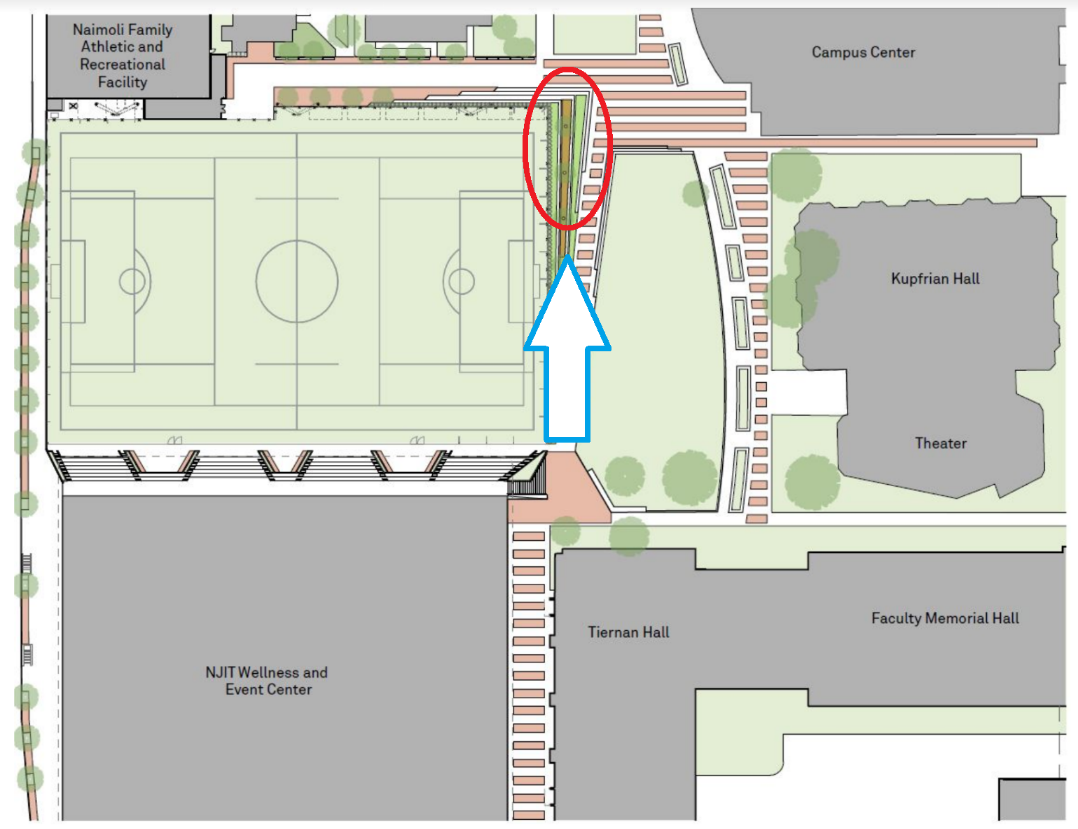 Naimoli Family
Athletic and
Recreational
Facility
Campus Center
Kupfrian Hall
Theater
Tiernan Hall
Faculty Memorial Hall
NJIT Wellness and
Event Center